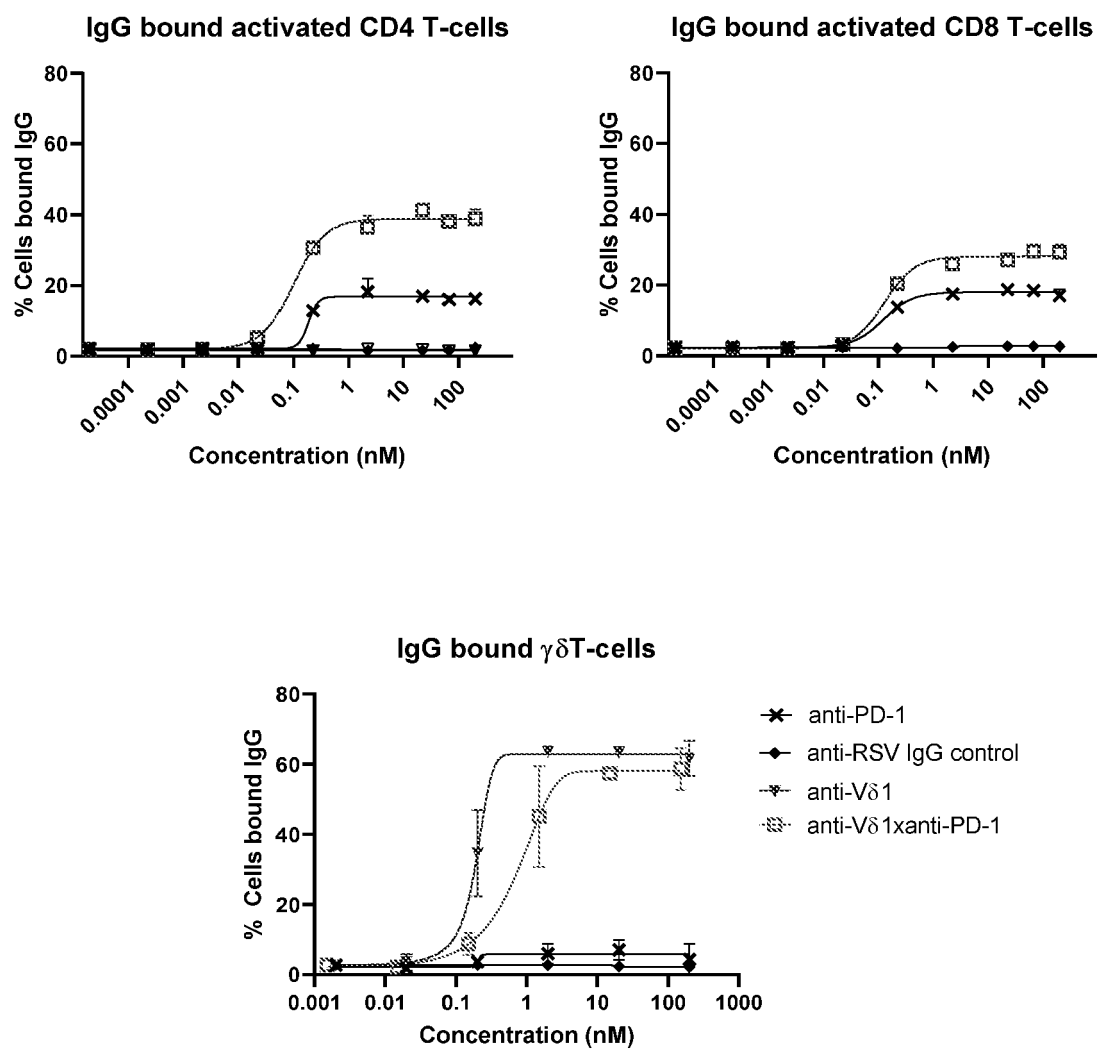 IgG bound activated CD4 T-cells
80
60
40
20
0
% Cells bound IgG
0.0001
0.001
0.01
0.1
1
10
100
Concentration (nM)
IgG bound activated CD8 T-cells
80
60
40
20
0
% Cells bound IgG
0.0001
0.001
0.01
0.1
1
10
100
Concentration (nM)
IgG bound γδT-cells
80
60
40
20
0
% Cells bound IgG
0.001
0.01
0.1
1
10
100
1000
Concentration (nM)
anti-PD-1
anti-RSV IgG control
anti-Vδ1
anti-Vδ1xanti-PD-1